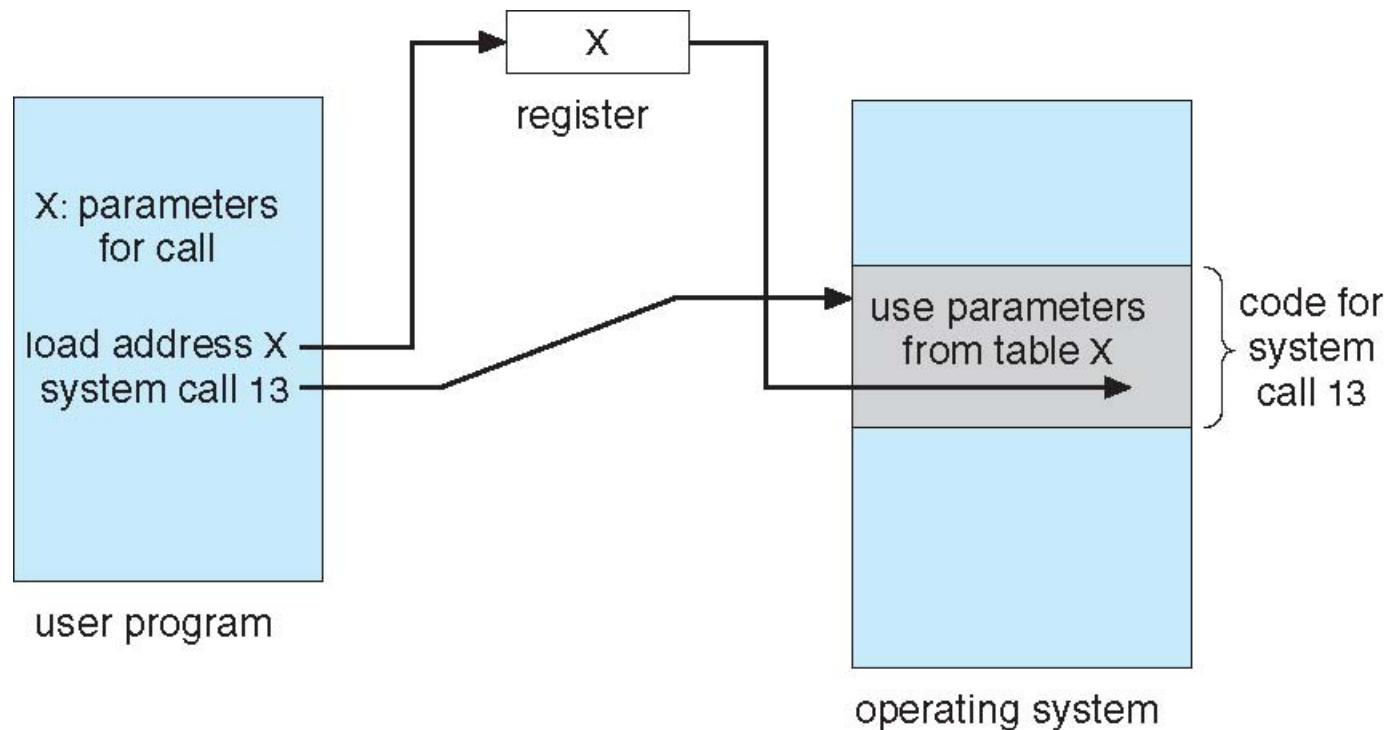 X
register
X: parameters
for call
load address X
system call 13
user program
use parameters
from table X
code for
system
call 13
operating system